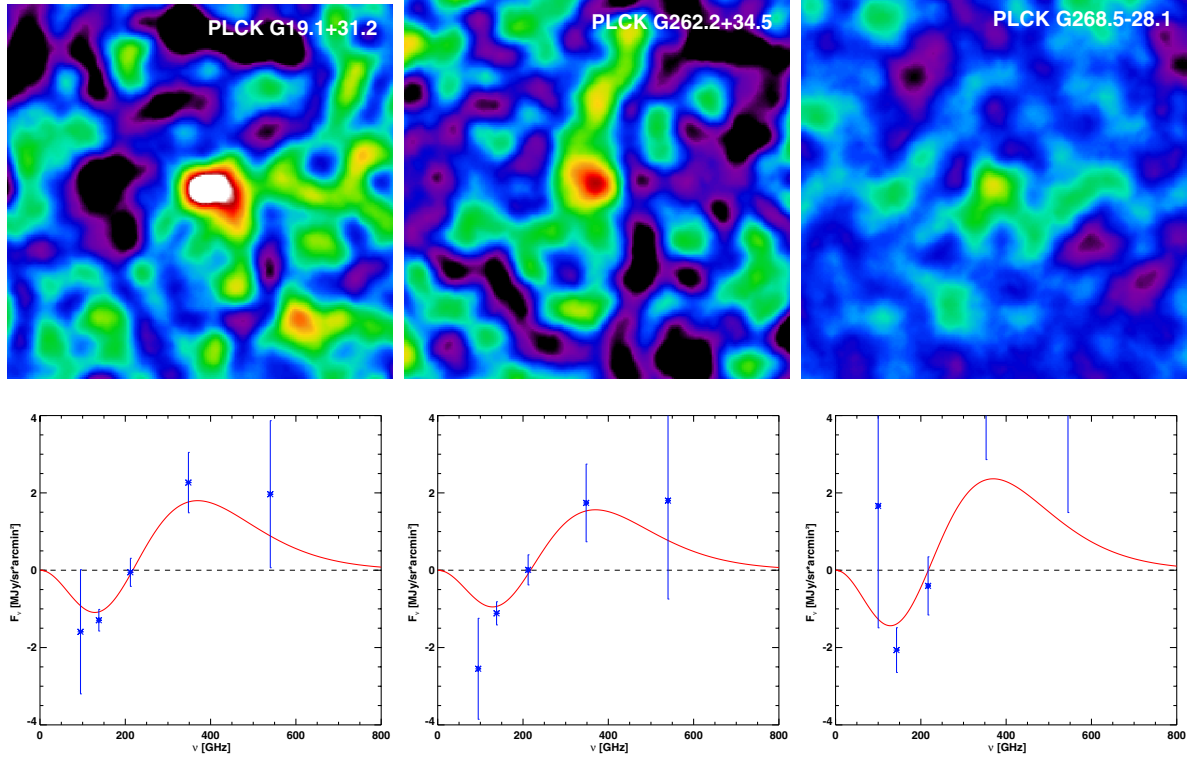 PLCK G19.1+31.2
PLCK G262.2+34.5
PLCK G268.5-28.1
4
2
0
-2
-4
Fν [MJy/sr*arcmin²]
0 200 400 600 800
ν [GHz]
4
2
0
-2
-4
Fν [MJy/sr*arcmin²]
0 200 400 600 800
ν [GHz]
4
2
0
-2
-4
Fν [MJy/sr*arcmin²]
0 200 400 600 800
ν [GHz]